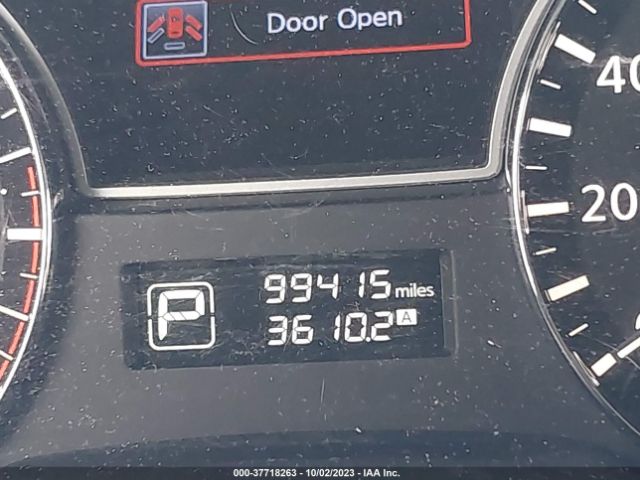 Door Open
40
20
P
99415 miles
3610.2 A
000-37718263 - 10/02/2023 - IAA Inc.